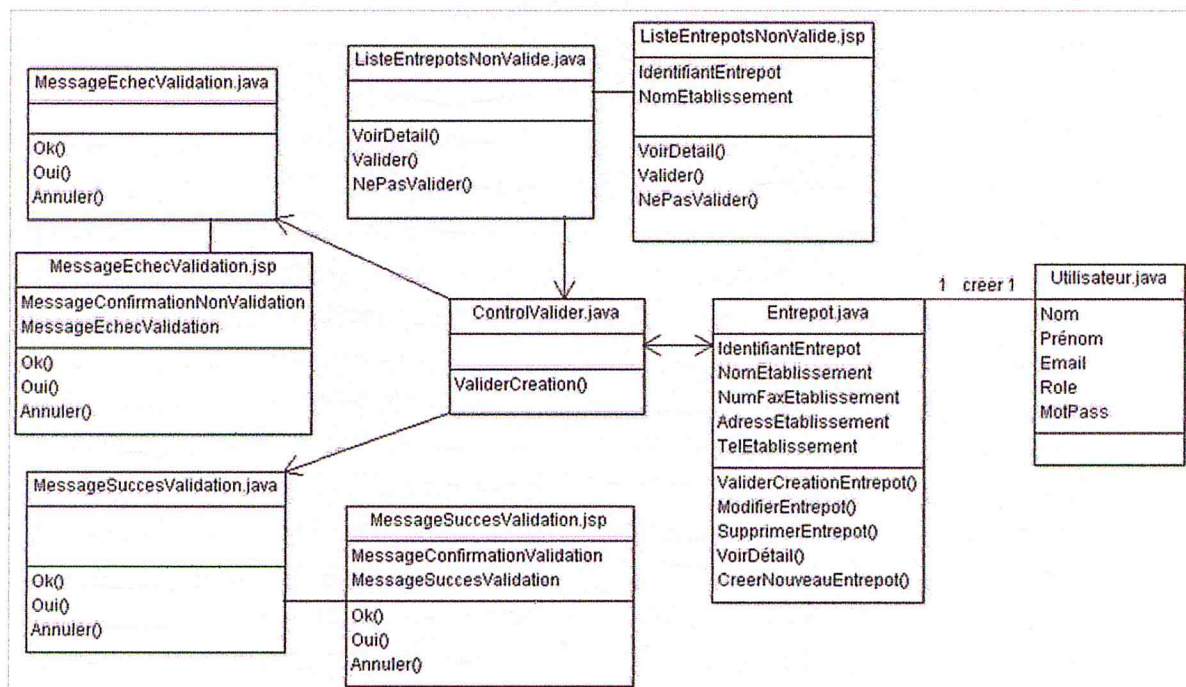 MessageEchecValidation.java
Ok()
Oui()
Annuler()
ListeEntrepotsNonValide.java
VoirDetail()
Valider()
NePasValider()
ListeEntrepotsNonValide.jsp
IdentifiantEntrepot
NomEtablissement
VoirDetail()
Valider()
NePasValider()
MessageEchecValidation.jsp
MessageConfirmationNonValidation
MessageEchecValidation
Ok()
Oui()
Annuler()
ControlValider.java
ValiderCreation()
Entrepot.java
IdentifiantEntrepot
NomEtablissement
NumFaxEtablissement
AdressEtablissement
TelEtablissement
ValiderCreationEntrepot()
ModifierEntrepot()
SupprimerEntrepot()
VoirDétail()
CreerNouveauEntrepot()
1 creer 1
Utilisateur.java
Nom
Prénom
Email
Role
MotPass
MessageSuccesValidation.java
Ok()
Oui()
Annuler()
MessageSuccesValidation.jsp
MessageConfirmationValidation
MessageSuccesValidation
Ok()
Oui()
Annuler()